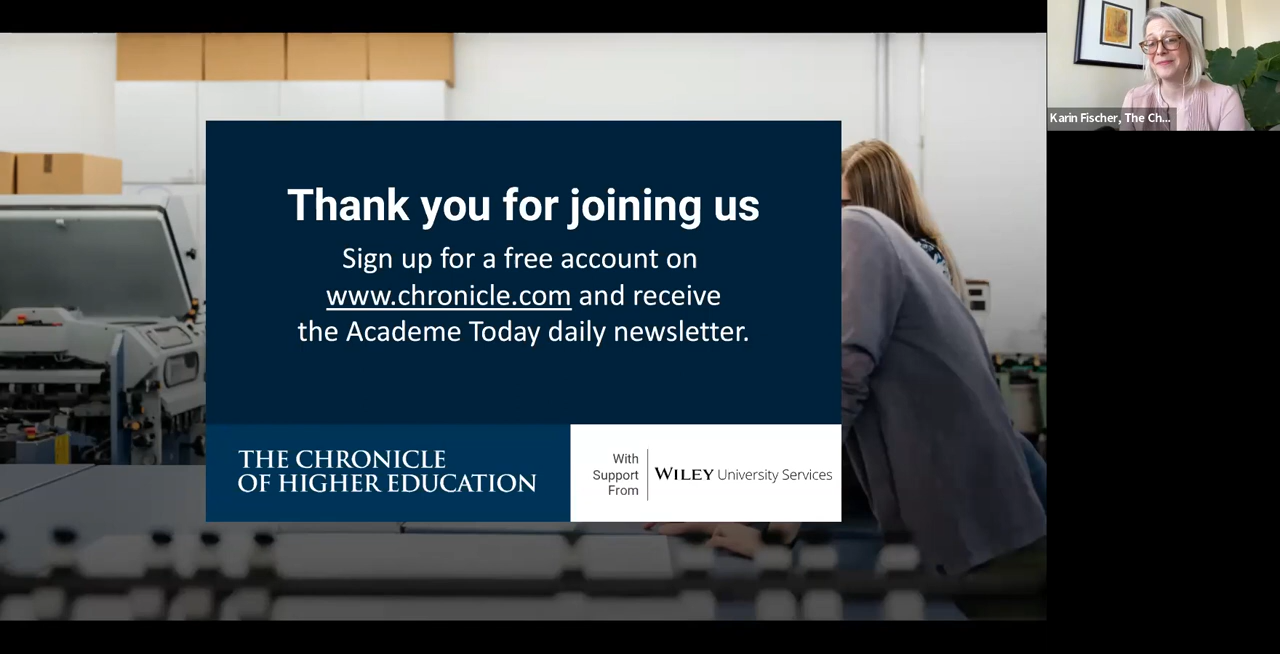 Karin Fischer, The Ch...
Thank you for joining us
Sign up for a free account on
www.chronicle.com and receive
the Academe Today daily newsletter.
THE CHRONICLE
OF HIGHER EDUCATION
With
Support
From
WILEY University Services